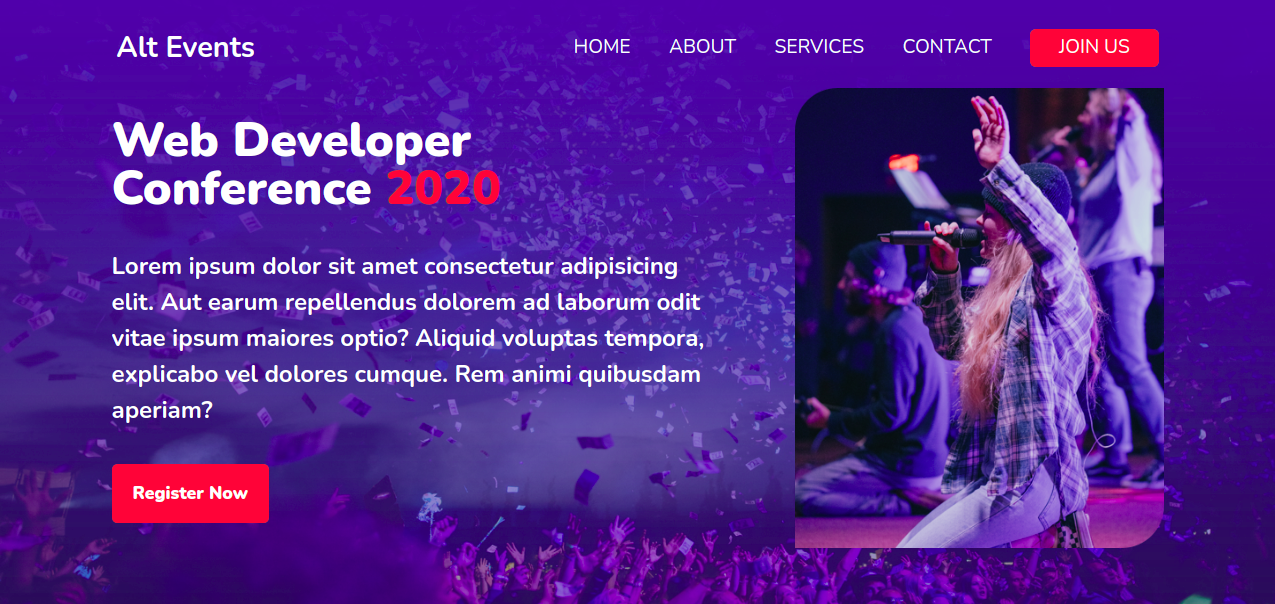 Alt Events
HOME ABOUT SERVICES CONTACT JOIN US
Web Developer
Conference 2020
Lorem ipsum dolor sit amet consectetur adipisicing
elit. Aut earum repellendus dolorem ad laborum odit
vitae ipsum maiores optio? Aliquid voluptas tempora,
explicabo vel dolores cumque. Rem animi quibusdam
aperiam?
Register Now